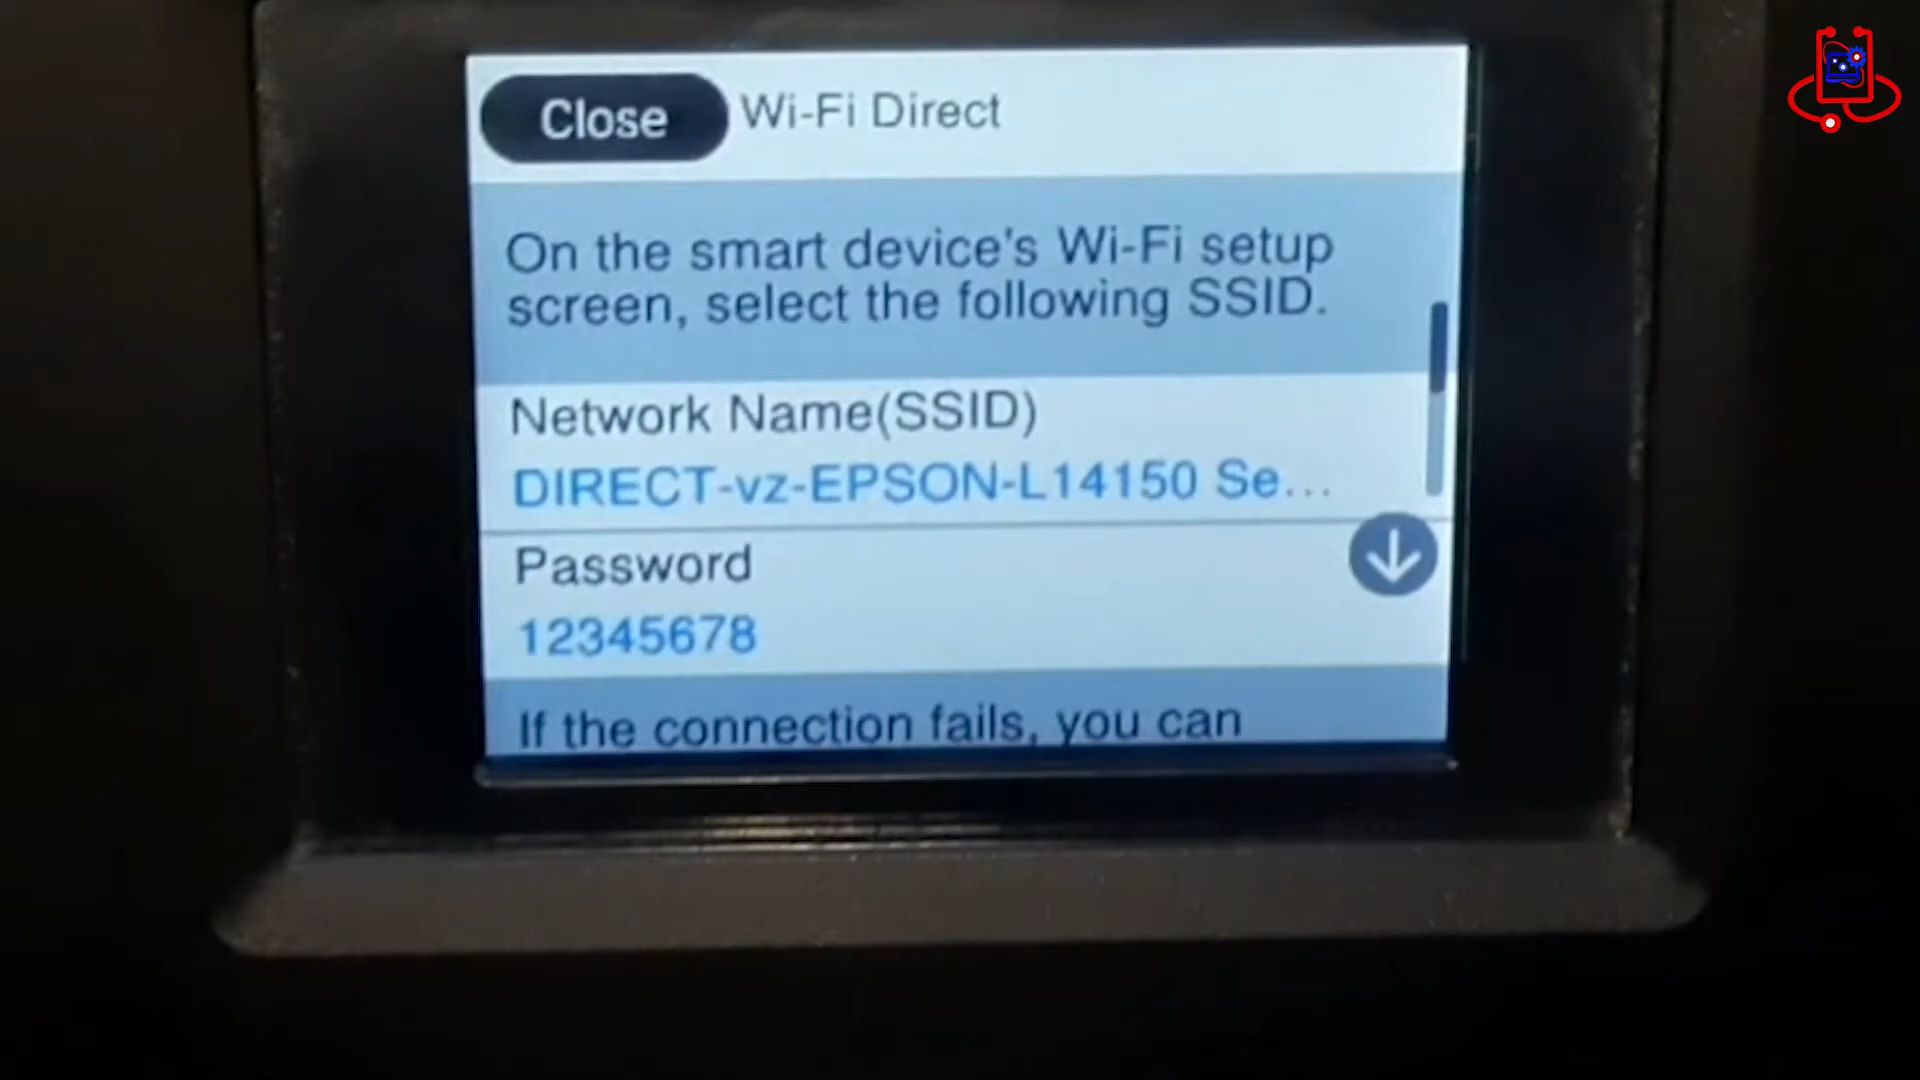 Close Wi-Fi Direct
On the smart device's Wi-Fi setup
screen, select the following SSID.
Network Name(SSID)
DIRECT-vz-EPSON-L14150 Se...
Password
12345678
If the connection fails, you can